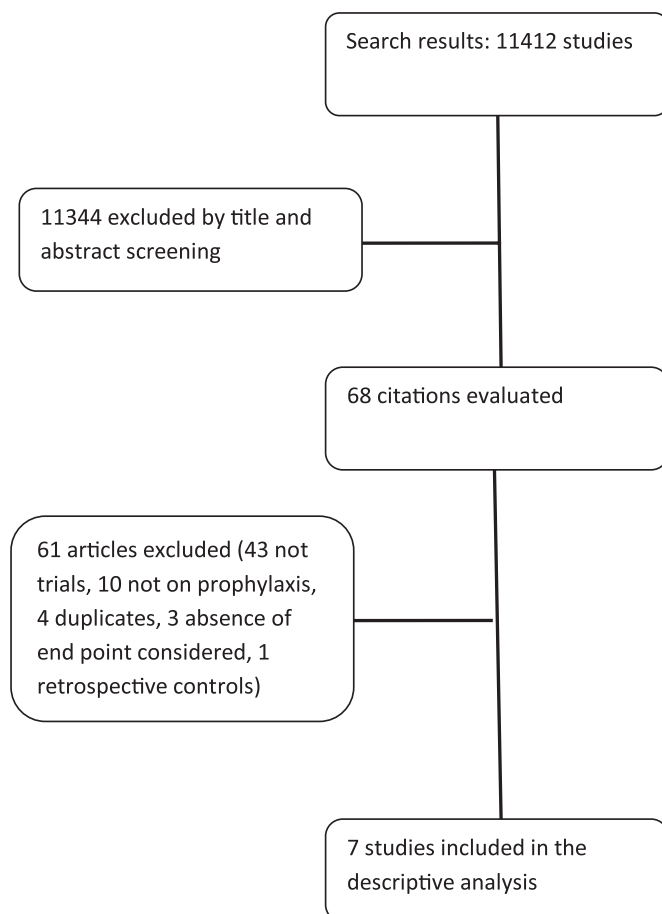 Search results: 11412 studies
11344 excluded by title and
abstract screening
68 citations evaluated
61 articles excluded (43 not
trials, 10 not on prophylaxis,
4 duplicates, 3 absence of
end point considered, 1
retrospective controls)
7 studies included in the
descriptive analysis